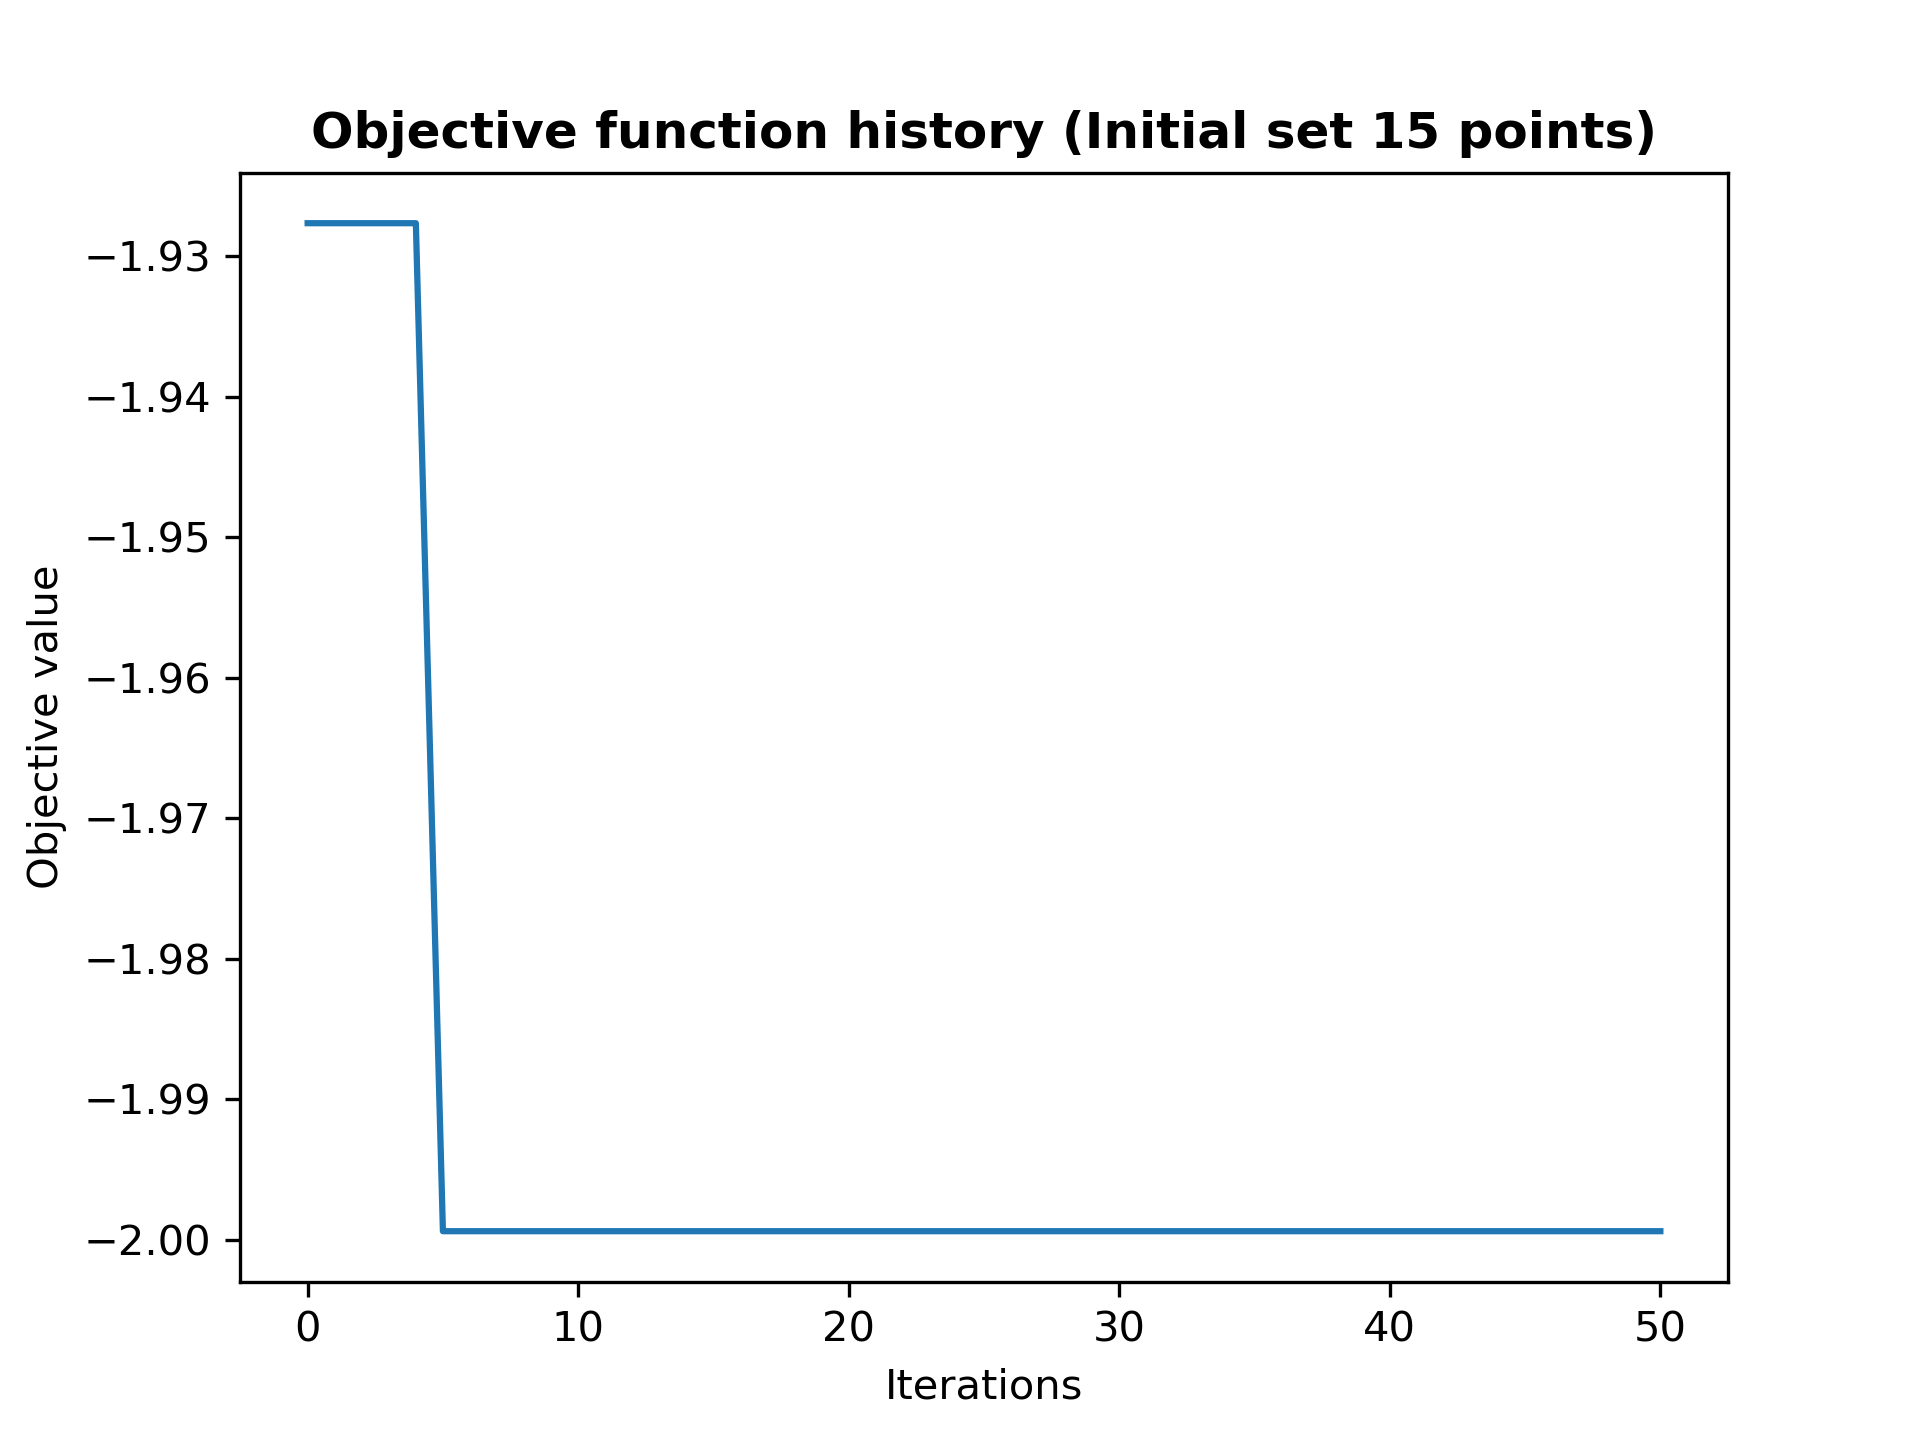 Objective function history (Initial set 15 points)
−1.93
−1.94
−1.95
−1.96
−1.97
−1.98
−1.99
−2.00
Objective value
0 10 20 30 40 50
Iterations